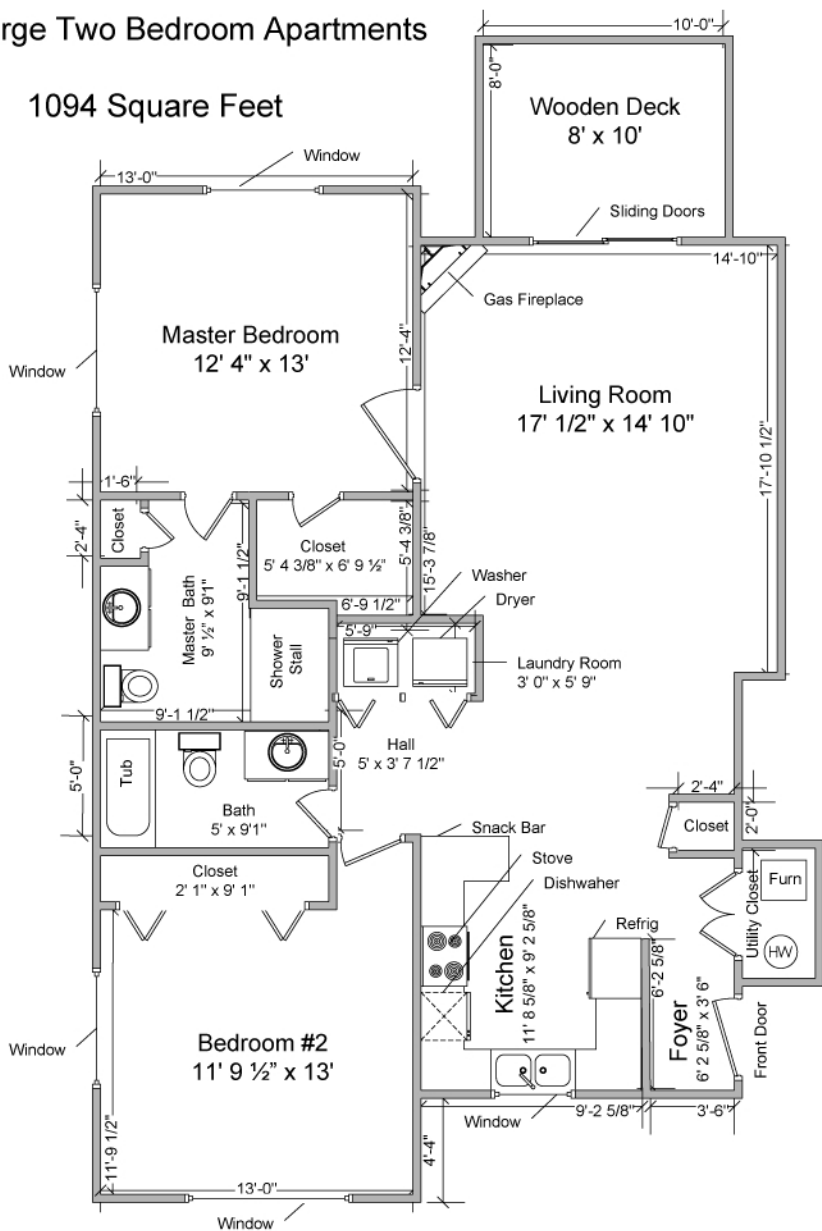 rge Two Bedroom Apartments
1094 Square Feet
10'-0"
8'-0"
Wooden Deck
8' x 10'
Window
13'-0"
Sliding Doors
14'-10"
Gas Fireplace
Master Bedroom
12' 4" x 13'
12'-4"
Window
Living Room
17' 1/2" x 14' 10"
17'-10 1/2"
1'-6"
2'-4"
Closet
Closet
5' 4 3/8" x 6' 9 ½"
5'-4 3/8"
15'-3 7/8"
9'-1 1/2"
6'-9 1/2"
Master Bath
9' ½" x 9'1"
Shower
Stall
Washer
Dryer
5'-9"
Laundry Room
3' 0" x 5' 9"
9'-1 1/2"
5'-0"
5'-0"
Hall
5' x 3' 7 1/2"
Tub
Bath
5' x 9'1"
2'-4"
2'-0"
Closet
Snack Bar
Stove
Dishwaher
Closet
2' 1" x 9' 1"
Utility Closet
Furn
HW
Refrig
Kitchen
11' 8 5/8" x 9' 2 5/8"
6'-2 5/8"
Foyer
6' 2 5/8" x 3' 6"
Front Door
Window
Bedroom #2
11' 9 ½" x 13'
11'-9 1/2"
Window
9'-2 5/8"
3'-6"
4'-4"
13'-0"
Window